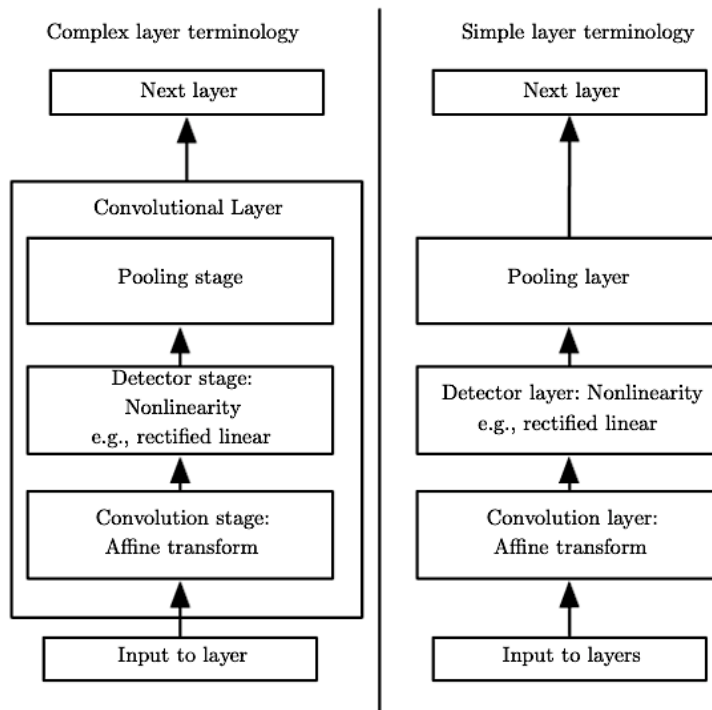 Complex layer terminology
Next layer
Convolutional Layer
Pooling stage
Detector stage:
Nonlinearity
e.g., rectified linear
Convolution stage:
Affine transform
Input to layer
Simple layer terminology
Next layer
Pooling layer
Detector layer: Nonlinearity
e.g., rectified linear
Convolution layer:
Affine transform
Input to layers